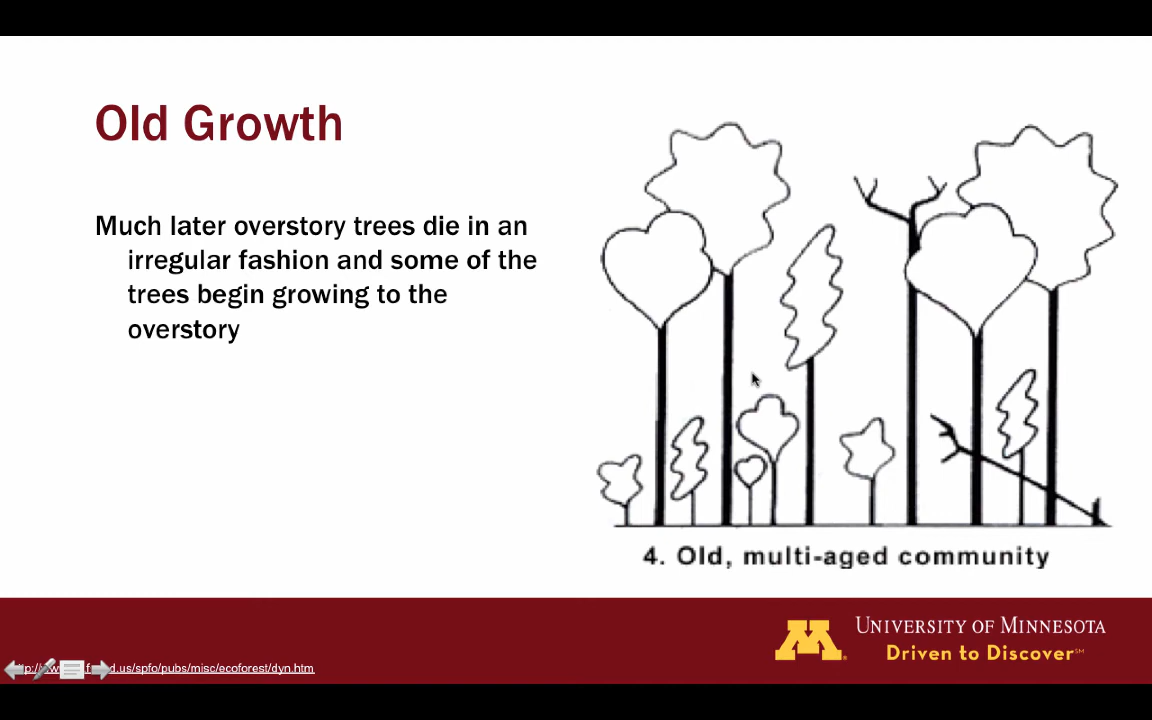 Old Growth
Much later overstory trees die in an
irregular fashion and some of the
trees begin growing to the
overstory
4. Old, multi-aged community
UNIVERSITY OF MINNESOTA
Driven to Discover℠
d.us/spfo/pubs/misc/ecoforest/dyn.htm